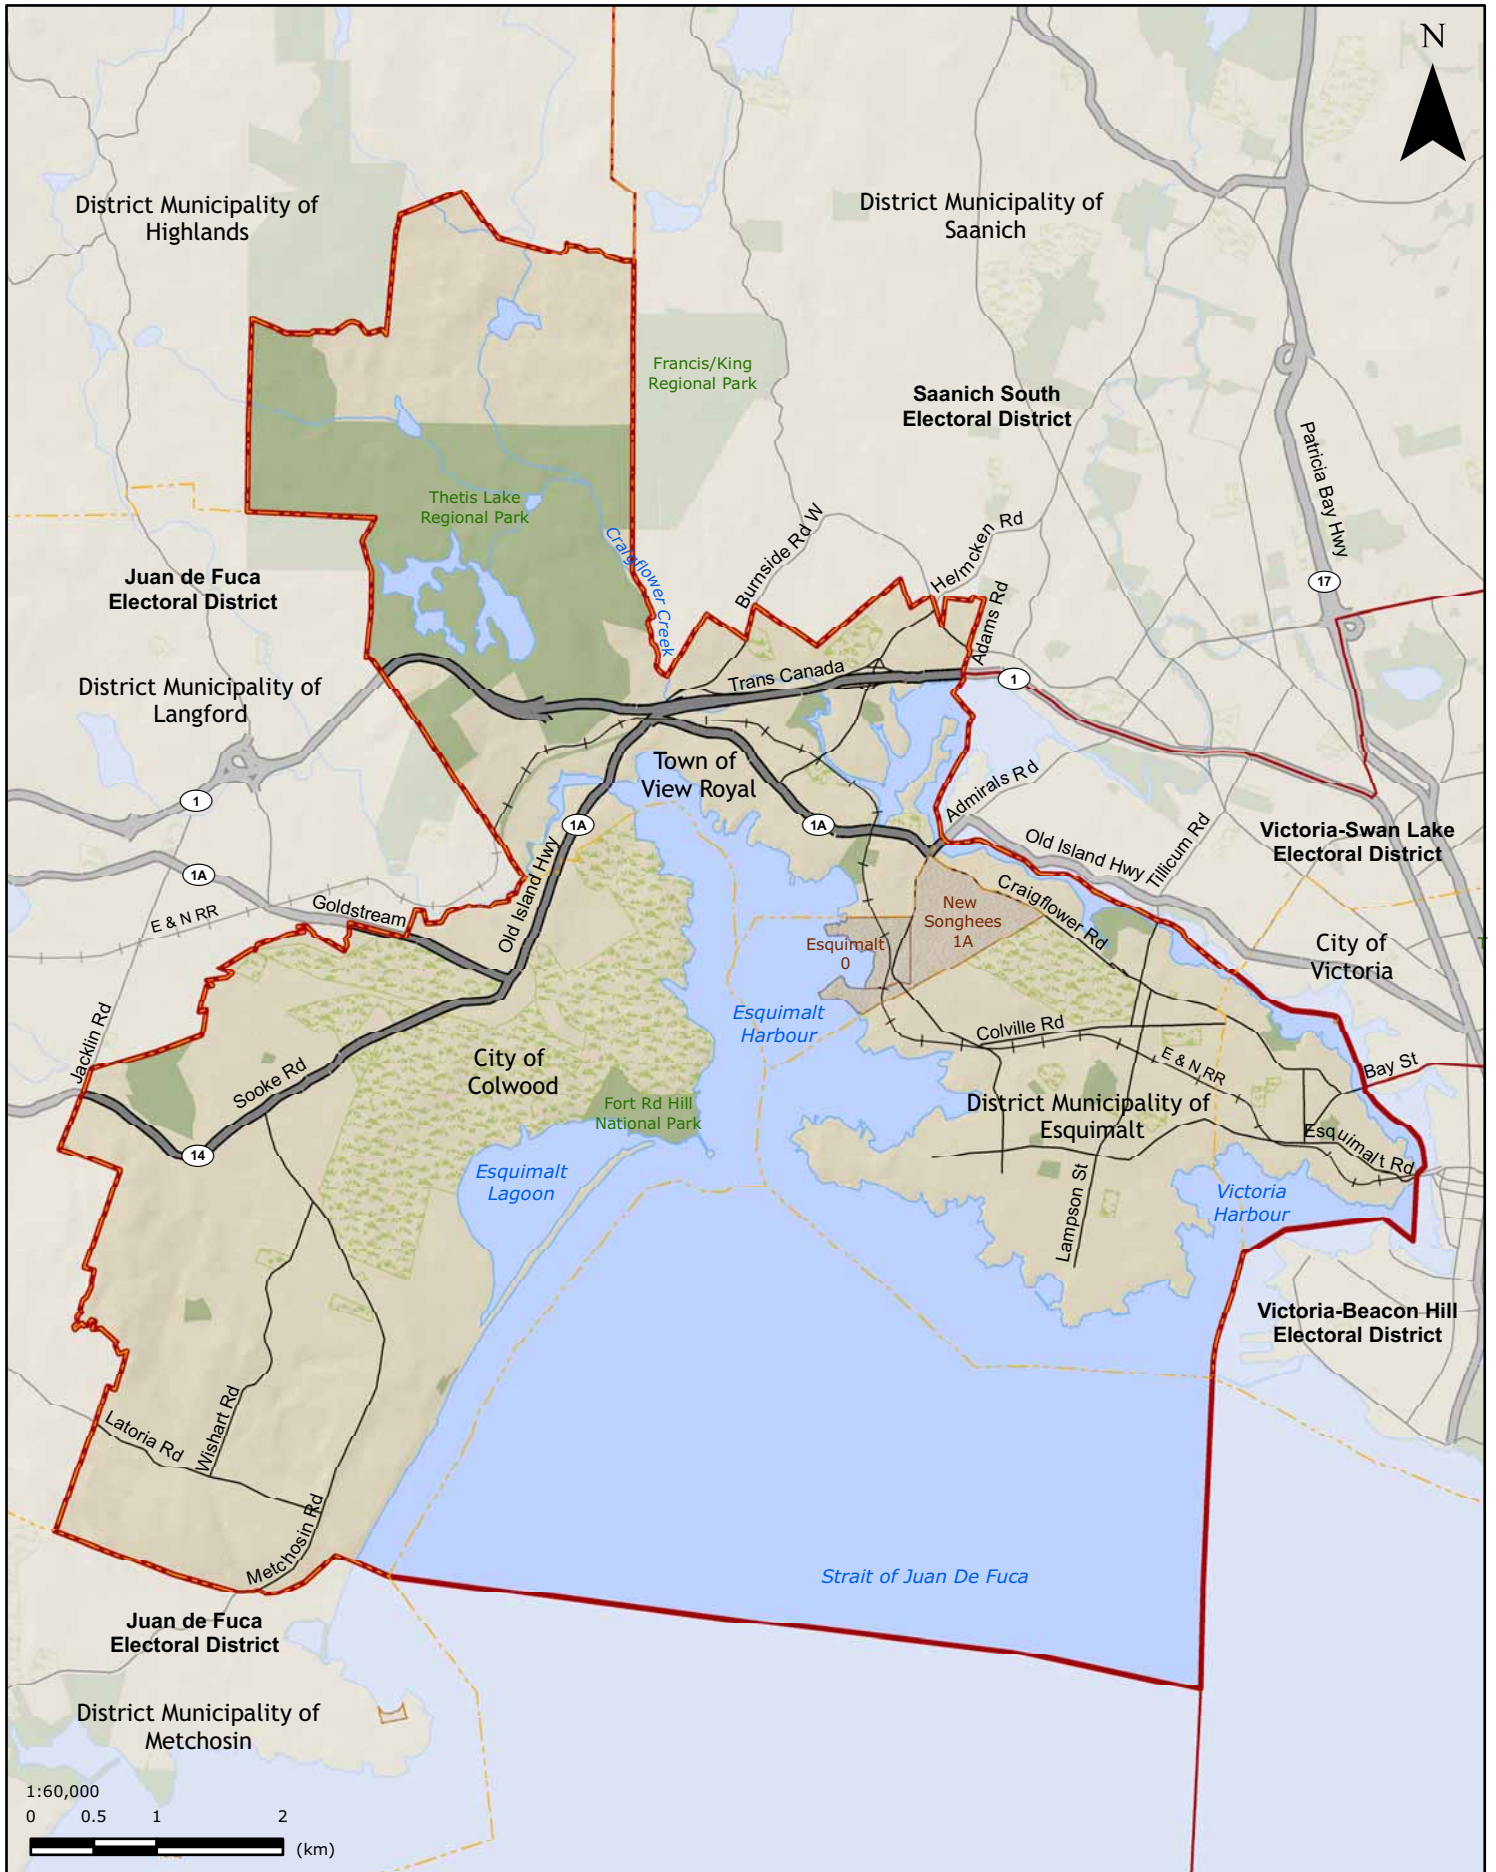 N
District Municipality of
Highlands
District Municipality of
Saanich
Francis/King
Regional Park
Saanich South
Electoral District
Patricia Bay Hwy
Thetis Lake
Regional Park
Craigflower Creek
Burnside Rd W
Helmcken Rd
Adams Rd
17
Juan de Fuca
Electoral District
Trans Canada
1
District Municipality of
Langford
Town of
View Royal
Admirals Rd
1
1A
1A
Old Island Hwy
Tillicum Rd
Victoria-Swan Lake
Electoral District
1A
Goldstream
E & N RR
Old Island Hwy
Craigflower Rd
New
Songhees
1A
Esquimalt
0
City of
Victoria
T
Esquimalt
Harbour
Colville Rd
Jacklin Rd
Sooke Rd
City of
Colwood
E & N RR
Bay St
Fort Rd Hill
National Park
District Municipality of
Esquimalt
Esquimalt Rd
14
Esquimalt
Lagoon
Lampson St
Victoria
Harbour
Victoria-Beacon Hill
Electoral District
Wishart Rd
Latoria Rd
Metchosin Rd
Strait of Juan De Fuca
Juan de Fuca
Electoral District
District Municipality of
Metchosin
1:60,000
0 0.5 1 2
(km)